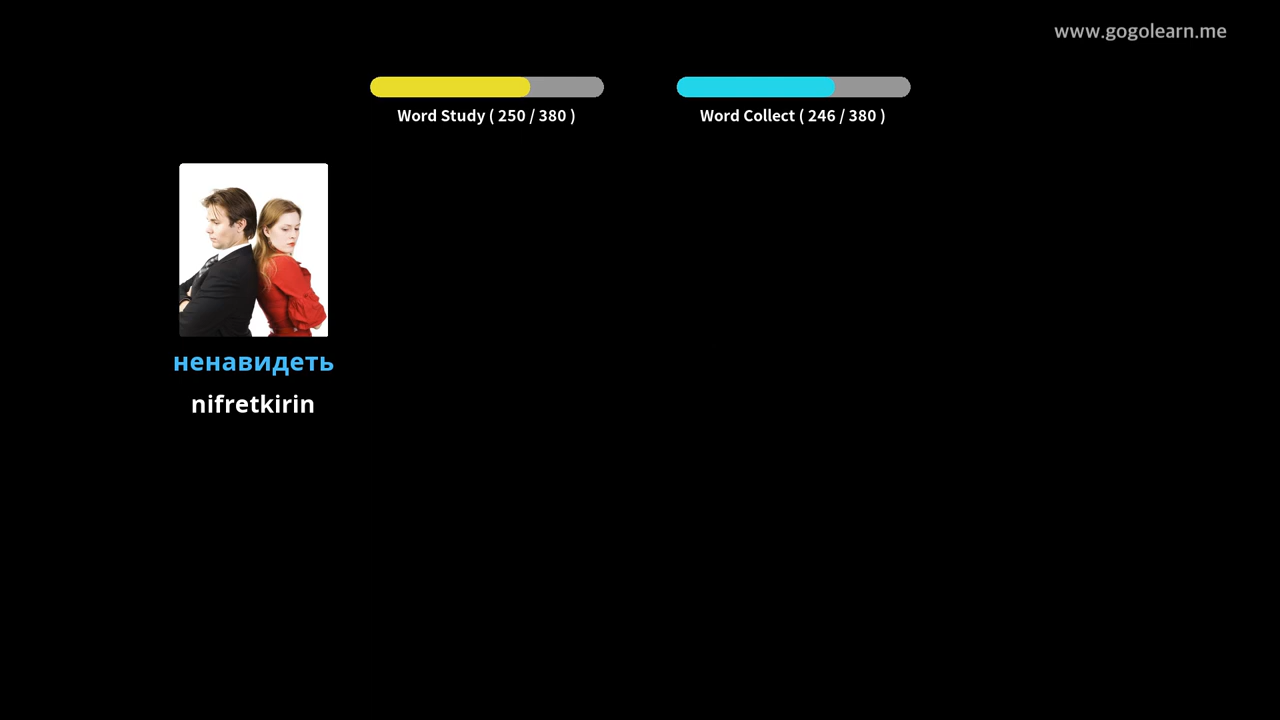 www.gogolearn.me
Word Study ( 250 / 380 )
Word Collect ( 246 / 380 )
ненавидеть
nifretkirin